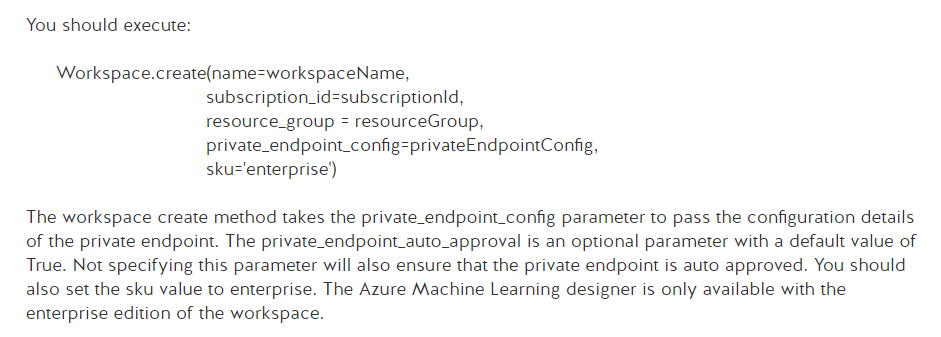 You should execute:
Workspace.create(name=workspaceName,
subscription_id=subscriptionId,
resource_group = resourceGroup,
private_endpoint_config=privateEndpointConfig,
sku='enterprise')
The workspace create method takes the private_endpoint_config parameter to pass the configuration details
of the private endpoint. The private_endpoint_auto_approval is an optional parameter with a default value of
True. Not specifying this parameter will also ensure that the private endpoint is auto approved. You should
also set the sku value to enterprise. The Azure Machine Learning designer is only available with the
enterprise edition of the workspace.